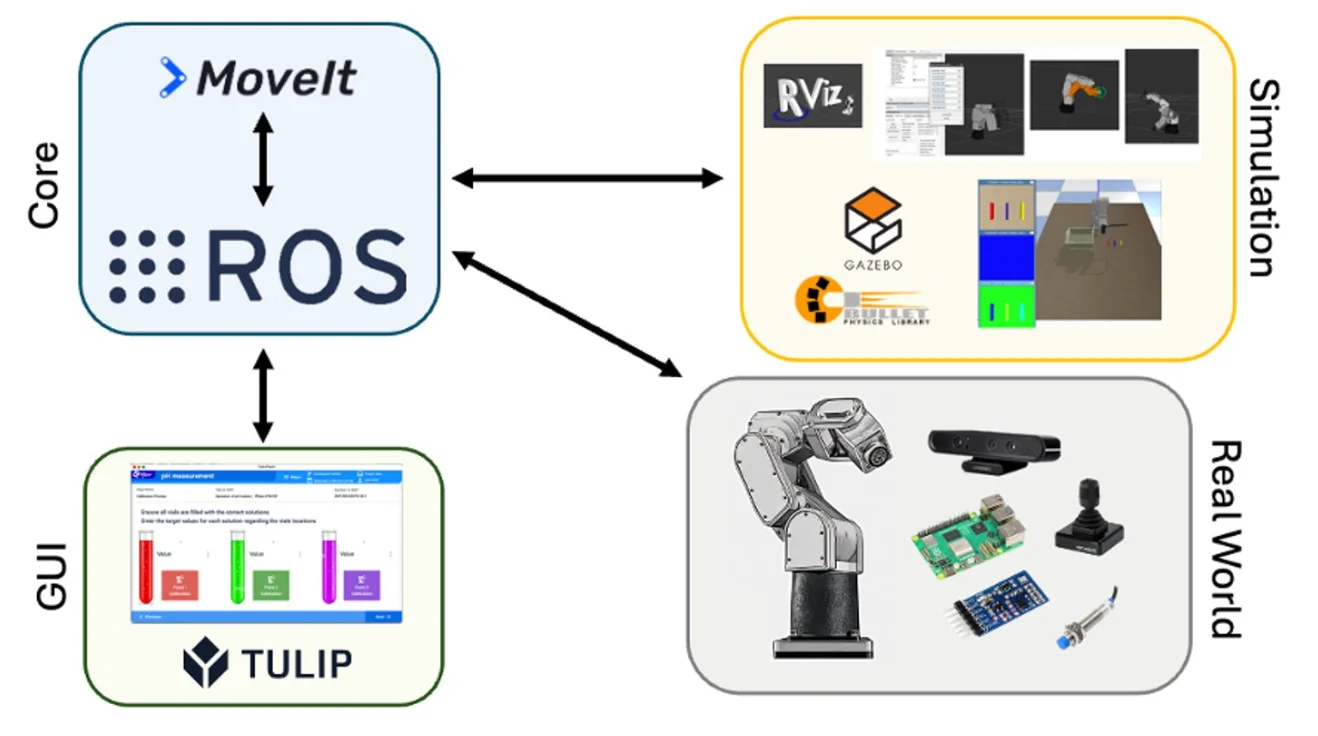 Core
MoveIt
ROS
Simulation
RViz
GAZEBO
BULLET
PHYSICS LIBRARY
GUI
pH measurement
Ensure all vials are filled with the correct solutions.
Enter the target values for each solution regarding the vials locations.
Value
Value
Value
TULIP
Real World